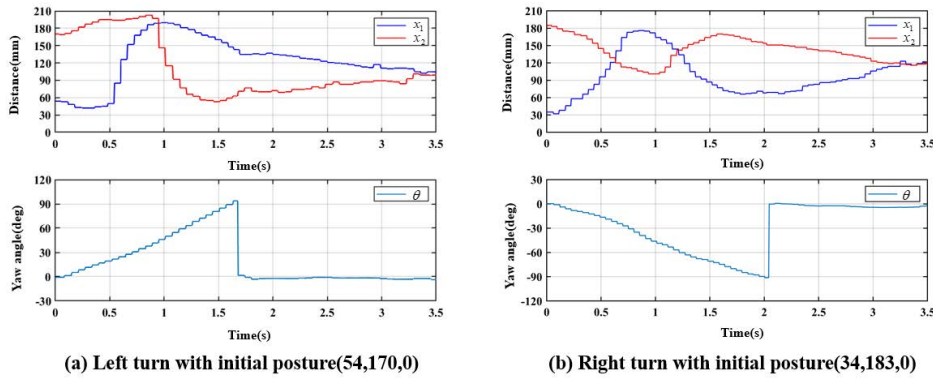 210
180
150
120
90
60
30
0
Distance(mm)
x1
x2
0 0.5 1 1.5 2 2.5 3 3.5
Time(s)
120
90
60
30
0
-30
Yaw angle(deg)
θ
0 0.5 1 1.5 2 2.5 3 3.5
Time(s)
(a) Left turn with initial posture(54,170,0)
210
180
150
120
90
60
30
0
Distance(mm)
x1
x2
0 0.5 1 1.5 2 2.5 3 3.5
Time(s)
30
0
-30
-60
-90
-120
Yaw angle(deg)
θ
0 0.5 1 1.5 2 2.5 3 3.5
Time(s)
(b) Right turn with initial posture(34,183,0)